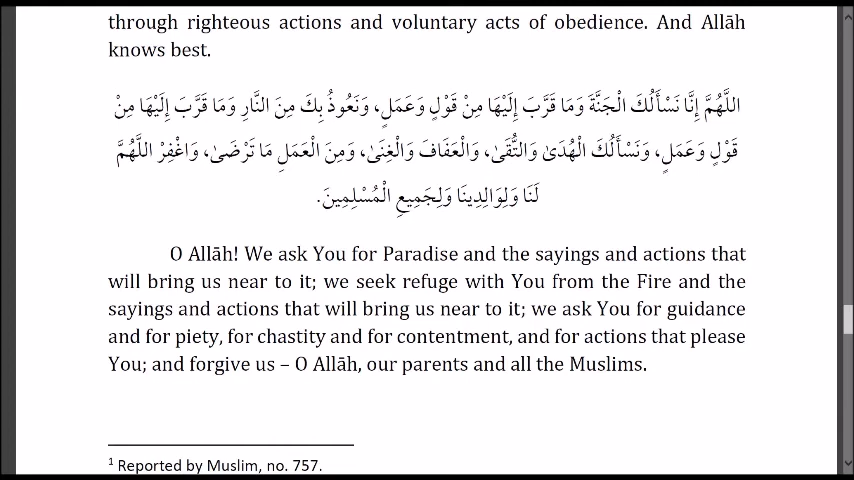 through righteous actions and voluntary acts of obedience. And Allāh
knows best.
اللَّهُمَّ إِنَّا نَسْأَلُكَ الْجَنَّةَ وَمَا قَرَّبَ إِلَيْهَا مِنْ قَوْلٍ وَعَمَلٍ، وَنَعُوذُ بِكَ مِنَ النَّارِ وَمَا قَرَّبَ إِلَيْهَا مِنْ
قَوْلٍ وَعَمَلٍ، وَنَسْأَلُكَ الْهُدَىٰ وَالتُّقَىٰ، وَالْعَفَافَ وَالْغِنَىٰ، وَمِنَ الْعَمَلِ مَا تَرْضَىٰ، وَاغْفِرْ اللَّهُمَّ
لَنَا وَلِوَالِدِينَا وَلِجَمِيعِ الْمُسْلِمِينَ.
O Allāh! We ask You for Paradise and the sayings and actions that
will bring us near to it; we seek refuge with You from the Fire and the
sayings and actions that will bring us near to it; we ask You for guidance
and for piety, for chastity and for contentment, and for actions that please
You; and forgive us – O Allāh, our parents and all the Muslims.
1 Reported by Muslim, no. 757.